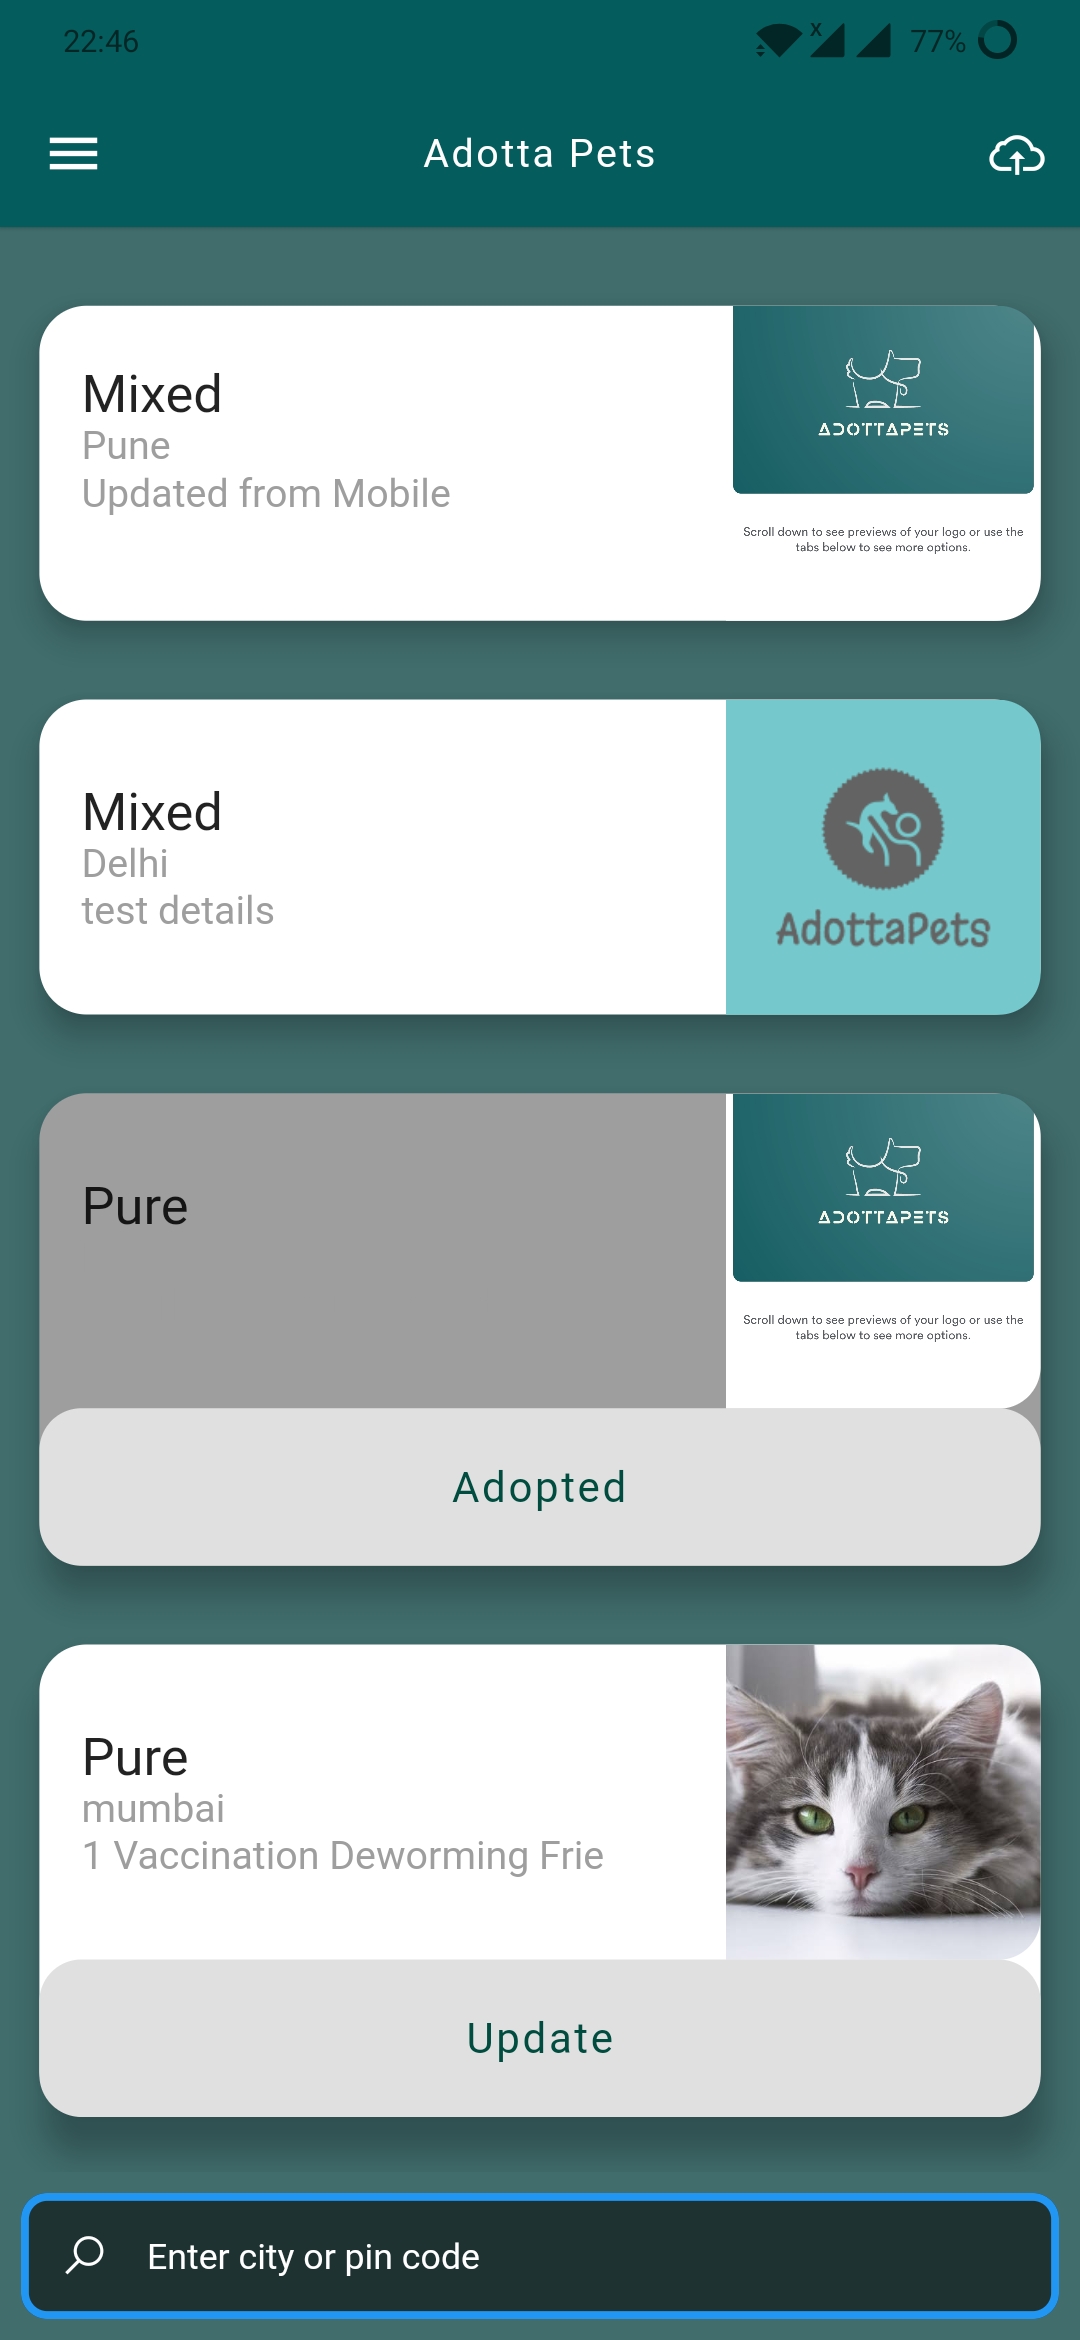 22:46
x
77%
Adotta Pets
Mixed
Pune
Updated from Mobile
ADOTTAPETS
Scroll down to see previews of your logo or use the
tabs below to see more options.
Mixed
Delhi
test details
AdottaPets
Pure
ADOTTAPETS
Scroll down to see previews of your logo or use the
tabs below to see more options.
Adopted
Pure
mumbai
1 Vaccination Deworming Frie
Update
Enter city or pin code